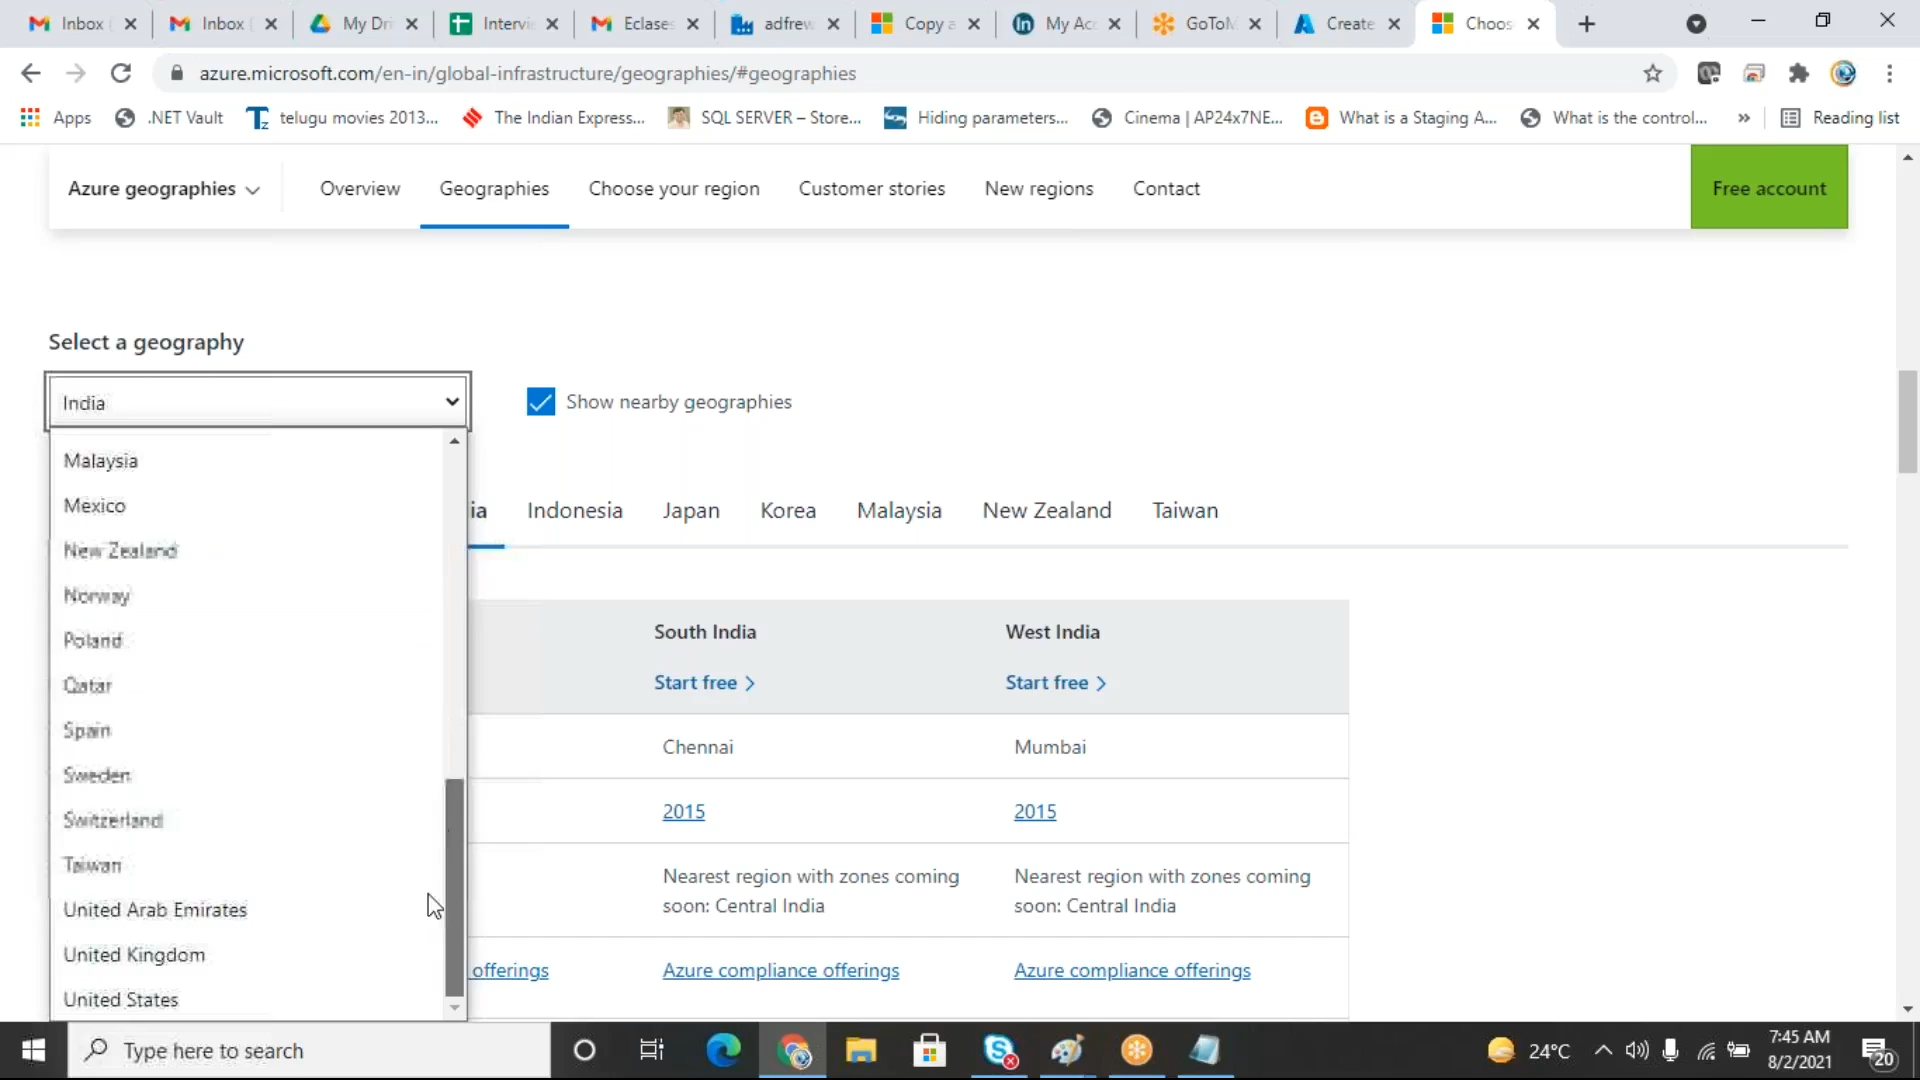 Inbox
Inbox
My Dri
Intervie
Eclases
adfrew
Copy a
My Acc
GoToM
Create
Choos
azure.microsoft.com/en-in/global-infrastructure/geographies/#geographies
Apps
.NET Vault
telugu movies 2013...
The Indian Express...
SQL SERVER – Store...
Hiding parameters...
Cinema | AP24x7NE...
What is a Staging A...
What is the control...
»
Reading list
Azure geographies
Overview
Geographies
Choose your region
Customer stories
New regions
Contact
Free account
Select a geography
India
Show nearby geographies
Malaysia
Mexico
New Zealand
Norway
Poland
Qatar
Spain
Sweden
Switzerland
Taiwan
United Arab Emirates
United Kingdom
United States
ia
Indonesia
Japan
Korea
Malaysia
New Zealand
Taiwan
South India
West India
Start free
Start free
Chennai
Mumbai
2015
2015
Nearest region with zones coming
soon: Central India
Nearest region with zones coming
soon: Central India
offerings
Azure compliance offerings
Azure compliance offerings
Type here to search
24°C
7:45 AM
8/2/2021
20